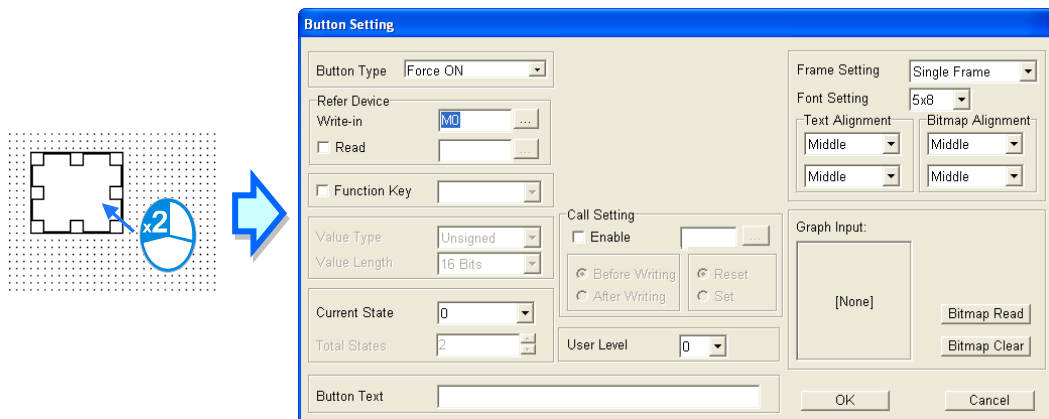 x2
Button Setting
Button Type Force ON
Refer Device
Write-in M0 ...
Read ...
Function Key
Value Type Unsigned
Value Length 16 Bits
Current State 0
Total States 2
Button Text
Call Setting
Enable ...
Before Writing Reset
After Writing Set
User Level 0
Frame Setting Single Frame
Font Setting 5x8
Text Alignment Bitmap Alignment
Middle Middle
Middle Middle
Graph Input:
[None]
Bitmap Read
Bitmap Clear
OK Cancel